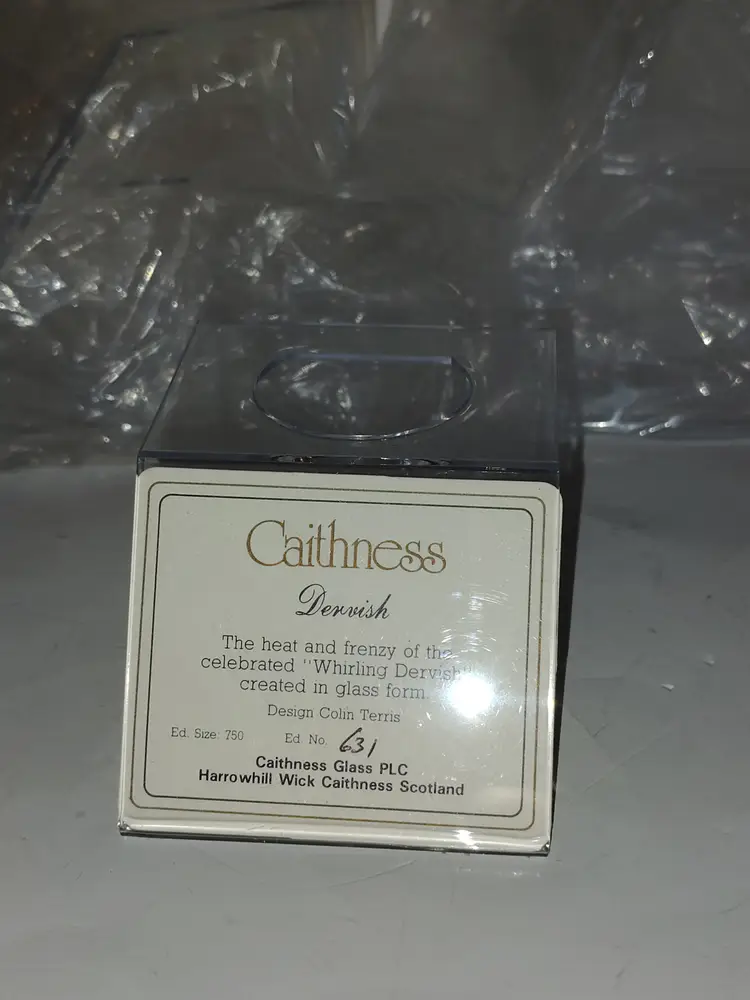 Caithness
Dervish
The heat and frenzy of the
celebrated "Whirling Dervish"
created in glass form.
Design Colin Terris
Ed. Size: 750 Ed. No. 631
Caithness Glass PLC
Harrowhill Wick Caithness Scotland